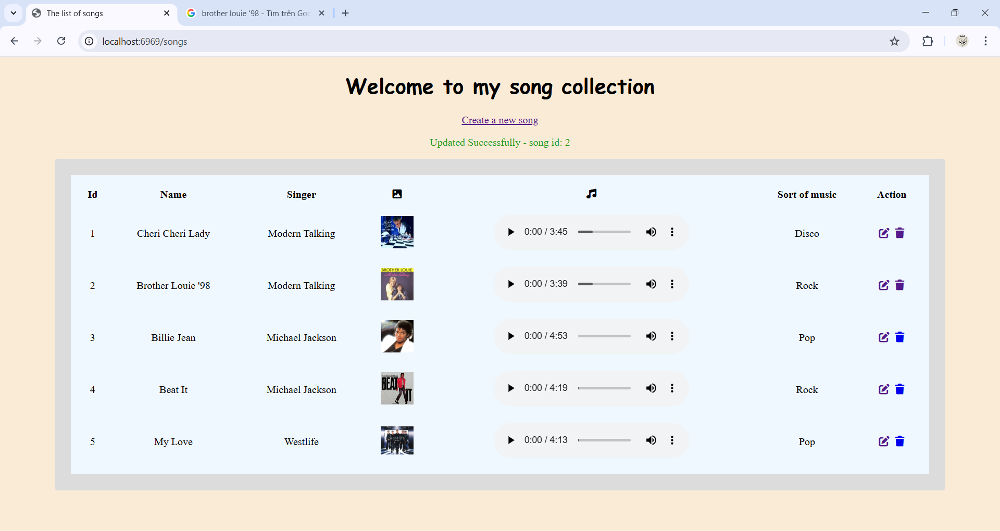 The list of songs
brother louie '98 - Tìm trên Goo
localhost:6969/songs
Welcome to my song collection
Create a new song
Updated Successfully - song id: 2
Id Name Singer Sort of music Action
1 Cheri Cheri Lady Modern Talking 0:00 / 3:45 Disco
BROTHER LOUIE
Modern Talking
2 Brother Louie '98 Modern Talking 0:00 / 3:39 Rock
3 Billie Jean Michael Jackson 0:00 / 4:53 Pop
BEAT
IT
4 Beat It Michael Jackson 0:00 / 4:19 Rock
westlife
5 My Love Westlife 0:00 / 4:13 Pop